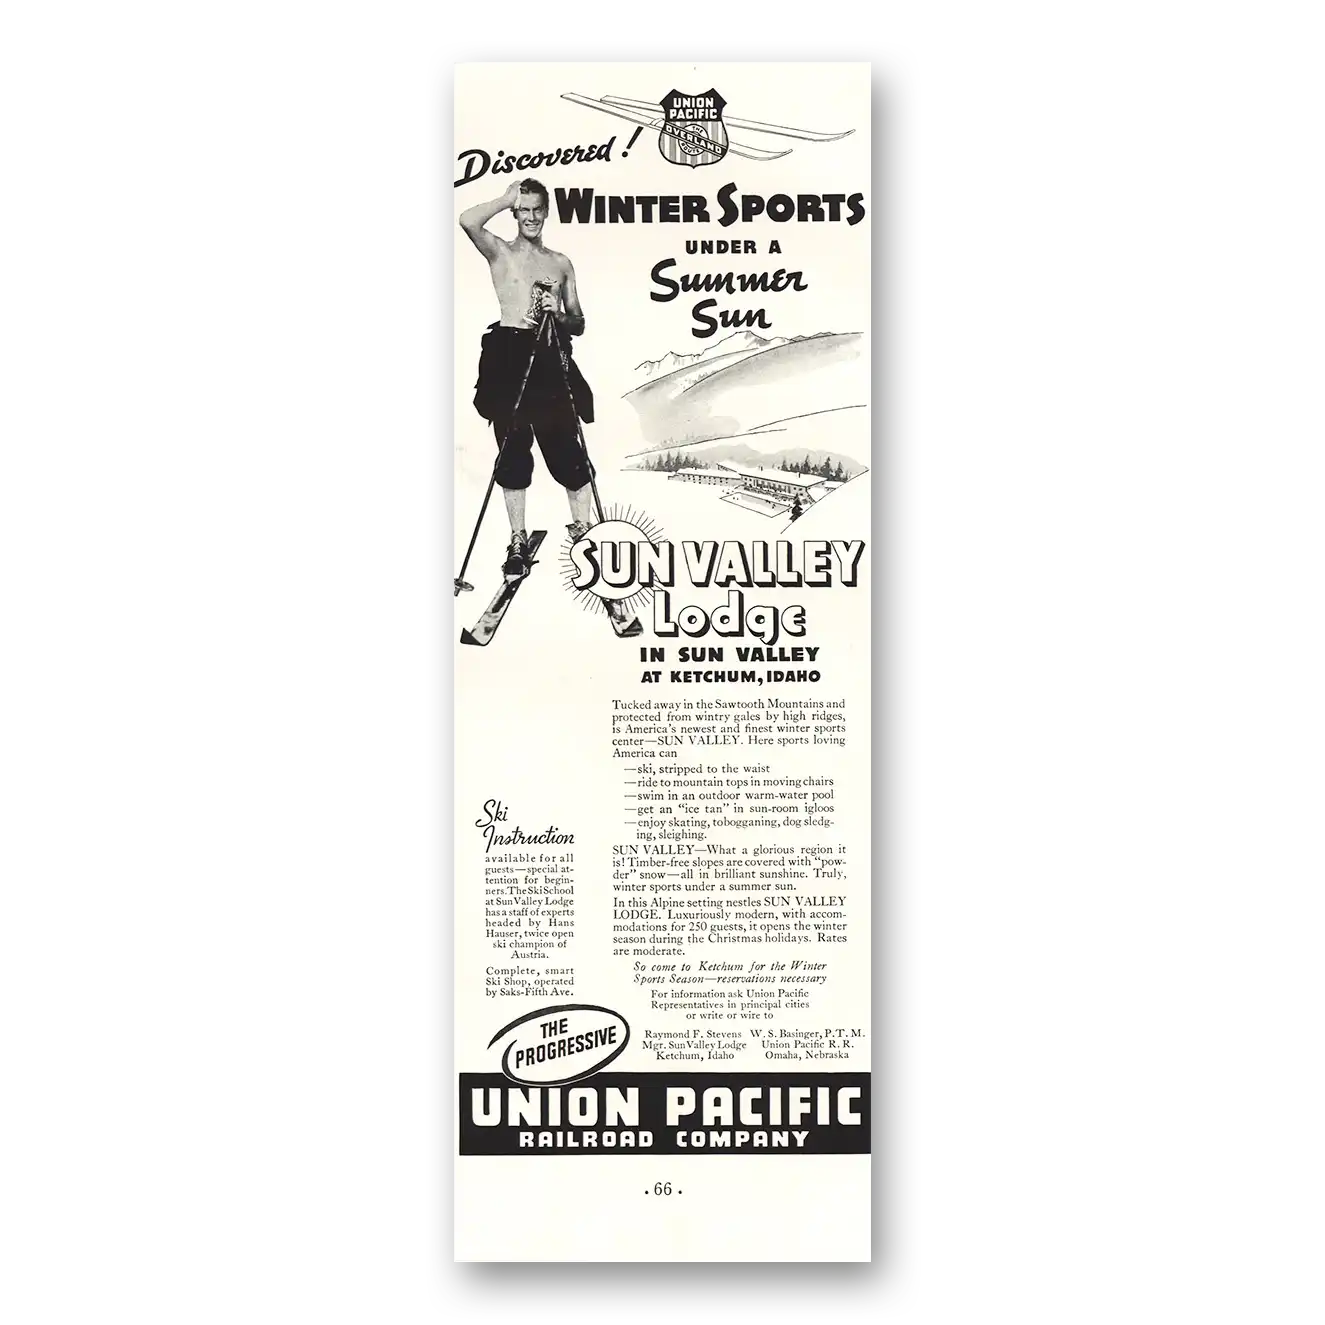 UNION
PACIFIC
THE
OVERLAND
ROUTE
Discovered!
WINTER SPORTS
UNDER A
Summer
Sun
SUN VALLEY
Lodge
IN SUN VALLEY
AT KETCHUM, IDAHO
Tucked away in the Sawtooth Mountains and
protected from wintry gales by high ridges,
is America's newest and finest winter sports
center—SUN VALLEY. Here sports loving
America can
—ski, stripped to the waist
—ride to mountain tops in moving chairs
—swim in an outdoor warm-water pool
—get an "ice tan" in sun-room igloos
—enjoy skating, tobogganing, dog sledg-
ing, sleighing.
SUN VALLEY—What a glorious region it
is! Timber-free slopes are covered with "pow-
der" snow—all in brilliant sunshine. Truly,
winter sports under a summer sun.
In this Alpine setting nestles SUN VALLEY
LODGE. Luxuriously modern, with accom-
modations for 250 guests, it opens the winter
season during the Christmas holidays. Rates
are moderate.
So come to Ketchum for the Winter
Sports Season—reservations necessary
For information ask Union Pacific
Representatives in principal cities
or write or wire to
Raymond F. Stevens
Mgr. Sun Valley Lodge
Ketchum, Idaho
W. S. Basinger, P. T. M.
Union Pacific R. R.
Omaha, Nebraska
Ski
Instruction
available for all
guests—special at-
tention for begin-
ners. The Ski School
at Sun Valley Lodge
has a staff of experts
headed by Hans
Hauser, twice open
ski champion of
Austria.
Complete, smart
Ski Shop, operated
by Saks-Fifth Ave.
THE
PROGRESSIVE
UNION PACIFIC
RAILROAD COMPANY
. 66 .